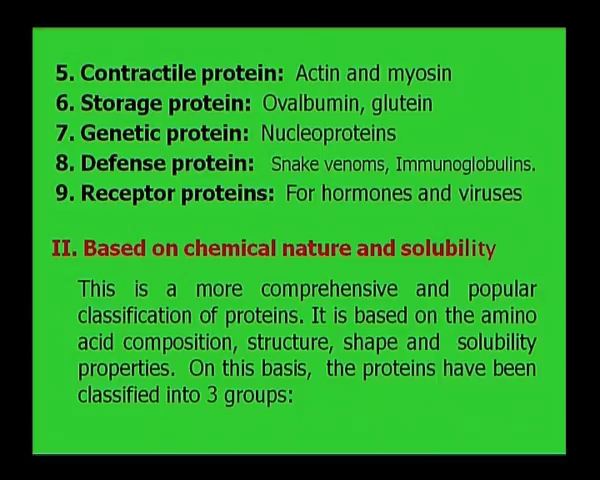 5. Contractile protein: Actin and myosin
6. Storage protein: Ovalbumin, glutein
7. Genetic protein: Nucleoproteins
8. Defense protein: Snake venoms, Immunoglobulins.
9. Receptor proteins: For hormones and viruses
II. Based on chemical nature and solubility
This is a more comprehensive and popular
classification of proteins. It is based on the amino
acid composition, structure, shape and solubility
properties. On this basis, the proteins have been
classified into 3 groups: